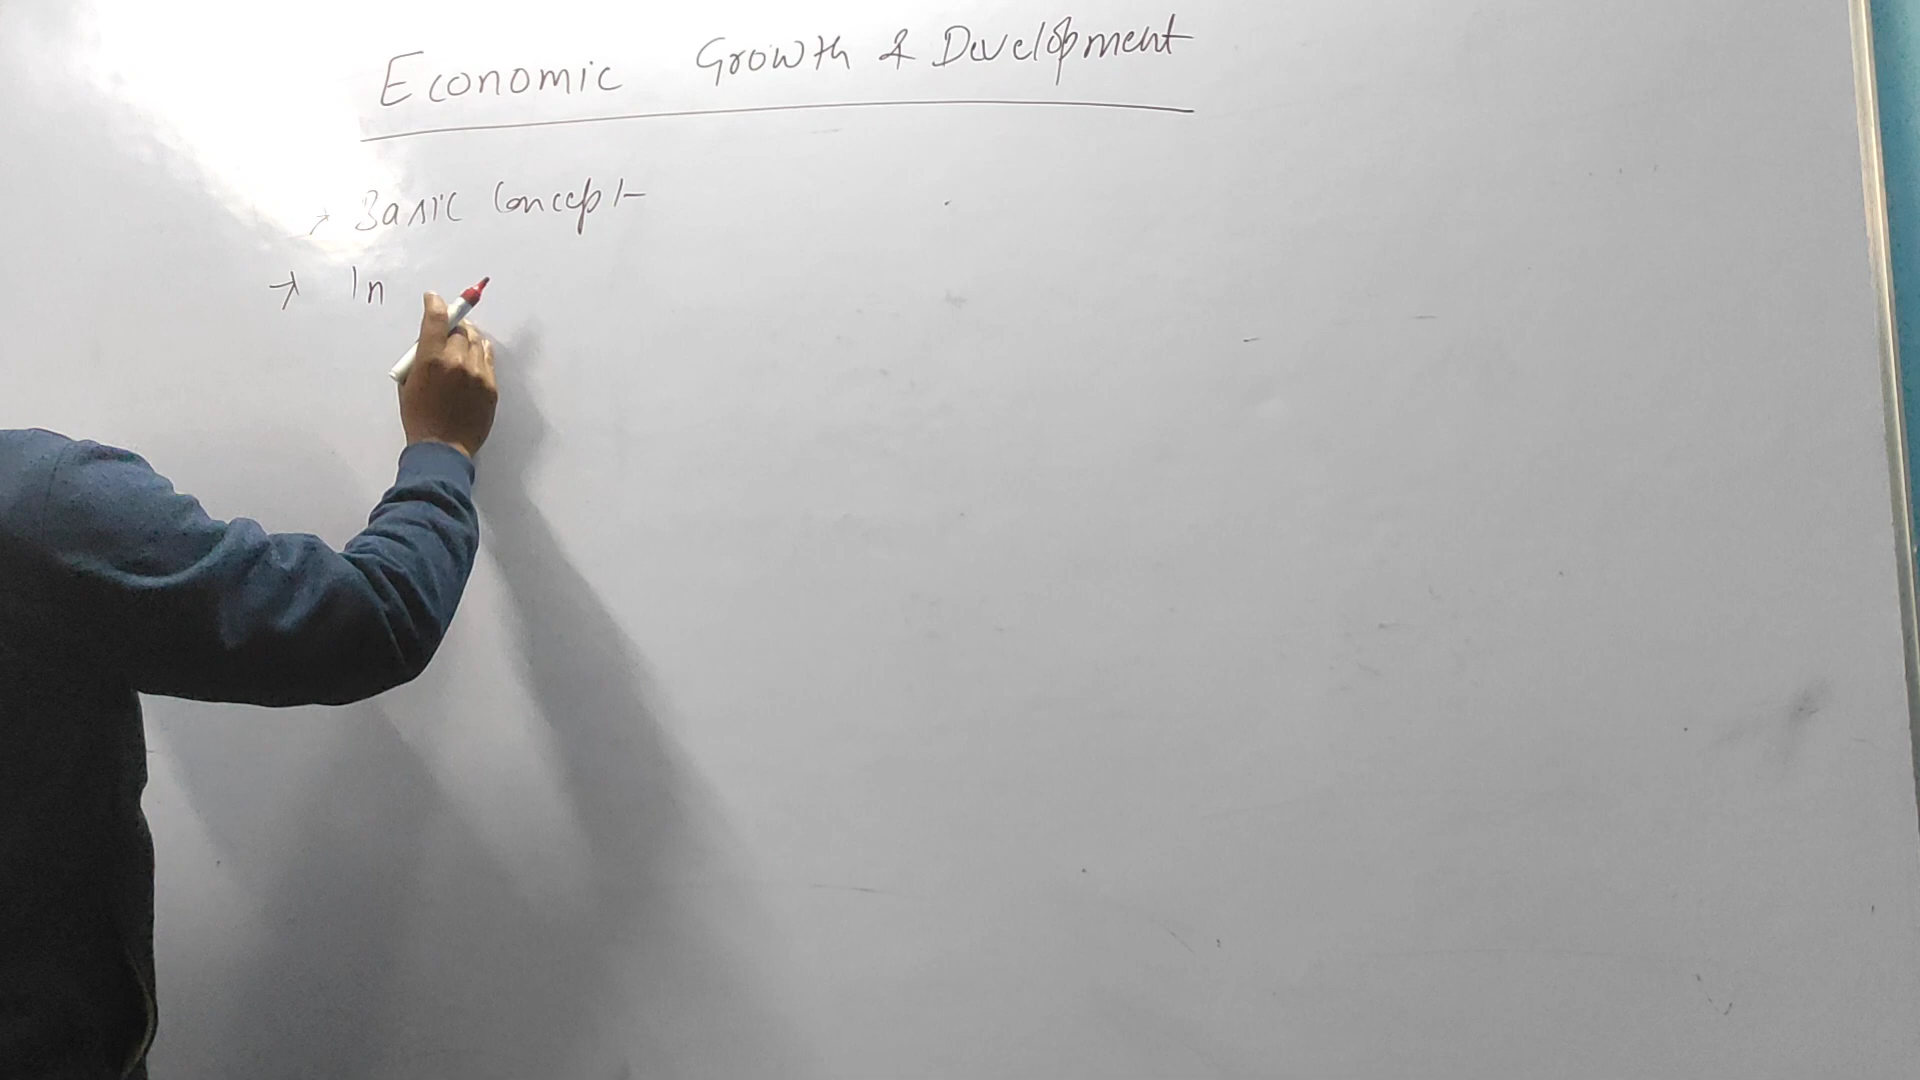 Economic Growth & Development
→ Basic Concept
→ In